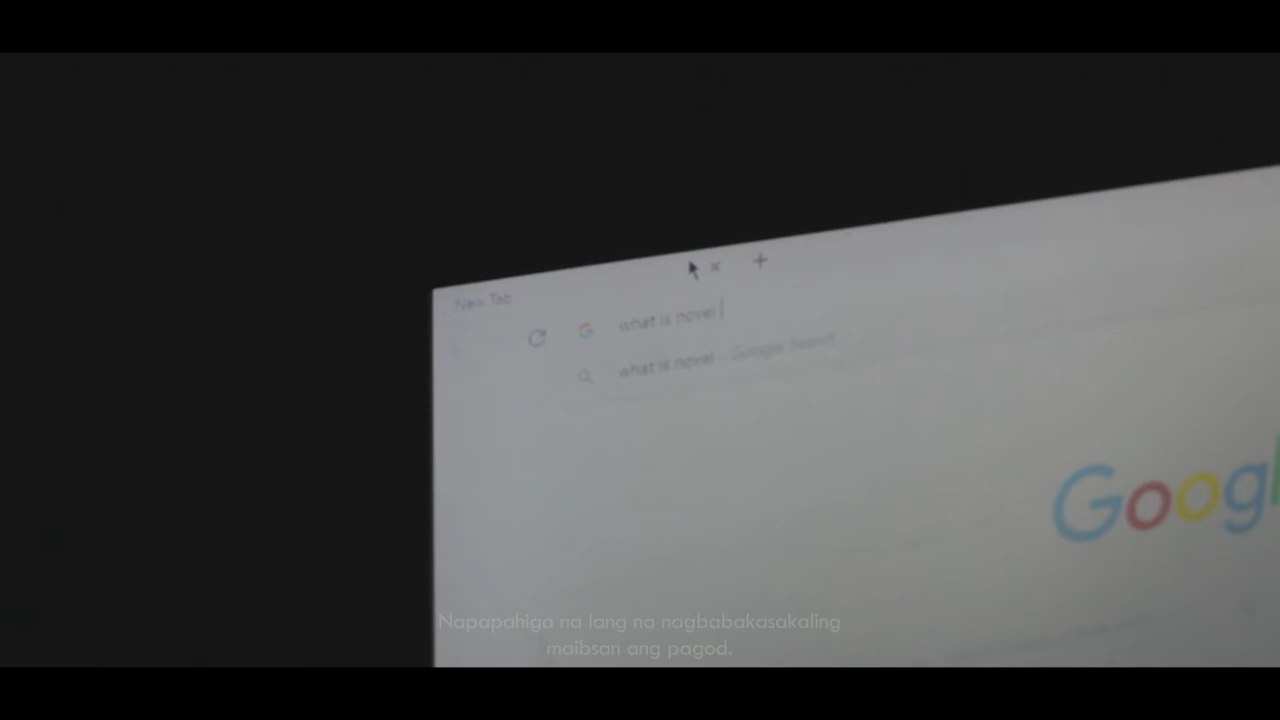 New Tab
what is novel
what is novel - Google Search
Googl
Napapahiga na lang na nagbabakasakaling
maibsan ang pagod.